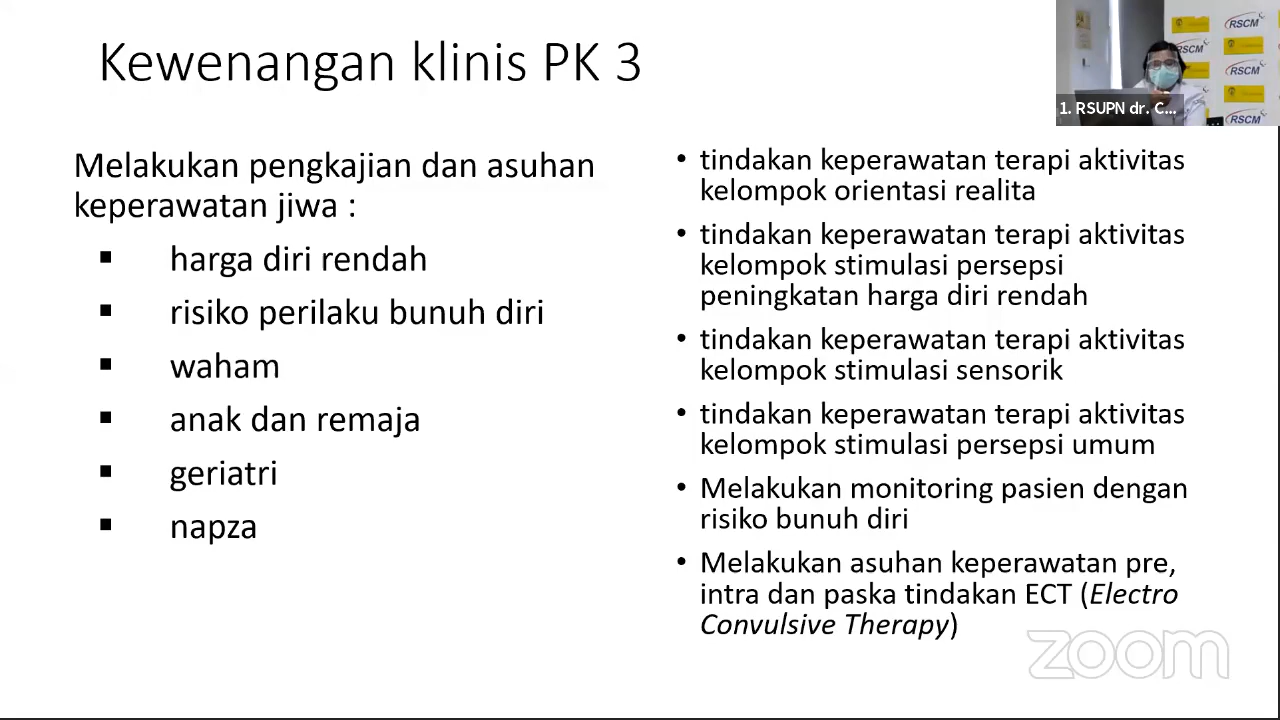 Kewenangan klinis PK 3
Melakukan pengkajian dan asuhan
keperawatan jiwa :
▪ harga diri rendah
▪ risiko perilaku bunuh diri
▪ waham
▪ anak dan remaja
▪ geriatri
▪ napza
• tindakan keperawatan terapi aktivitas
kelompok orientasi realita
• tindakan keperawatan terapi aktivitas
kelompok stimulasi persepsi
peningkatan harga diri rendah
• tindakan keperawatan terapi aktivitas
kelompok stimulasi sensorik
• tindakan keperawatan terapi aktivitas
kelompok stimulasi persepsi umum
• Melakukan monitoring pasien dengan
risiko bunuh diri
• Melakukan asuhan keperawatan pre,
intra dan paska tindakan ECT (Electro
Convulsive Therapy)
RSCM
RSCM
RSCM
RSCM
1. RSUPN dr. C...
zoom